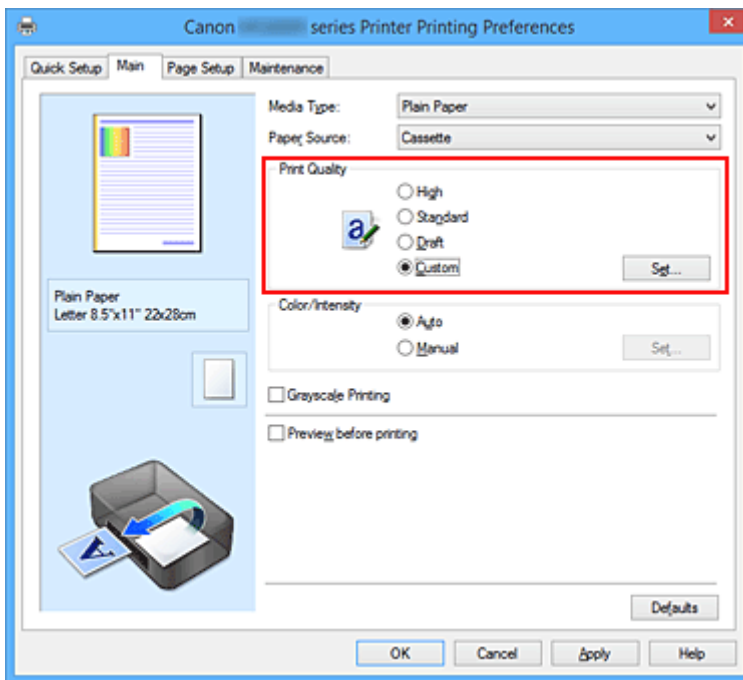 Canon series Printer Printing Preferences
Quick Setup Main Page Setup Maintenance
Media Type: Plain Paper
Paper Source: Cassette
Print Quality
High
a
Standard
Draft
Custom Set...
Plain Paper
Letter 8.5"x11" 22x28cm
Color/Intensity
Auto
Manual Set...
Grayscale Printing
Preview before printing
A
Defaults
OK Cancel Apply Help